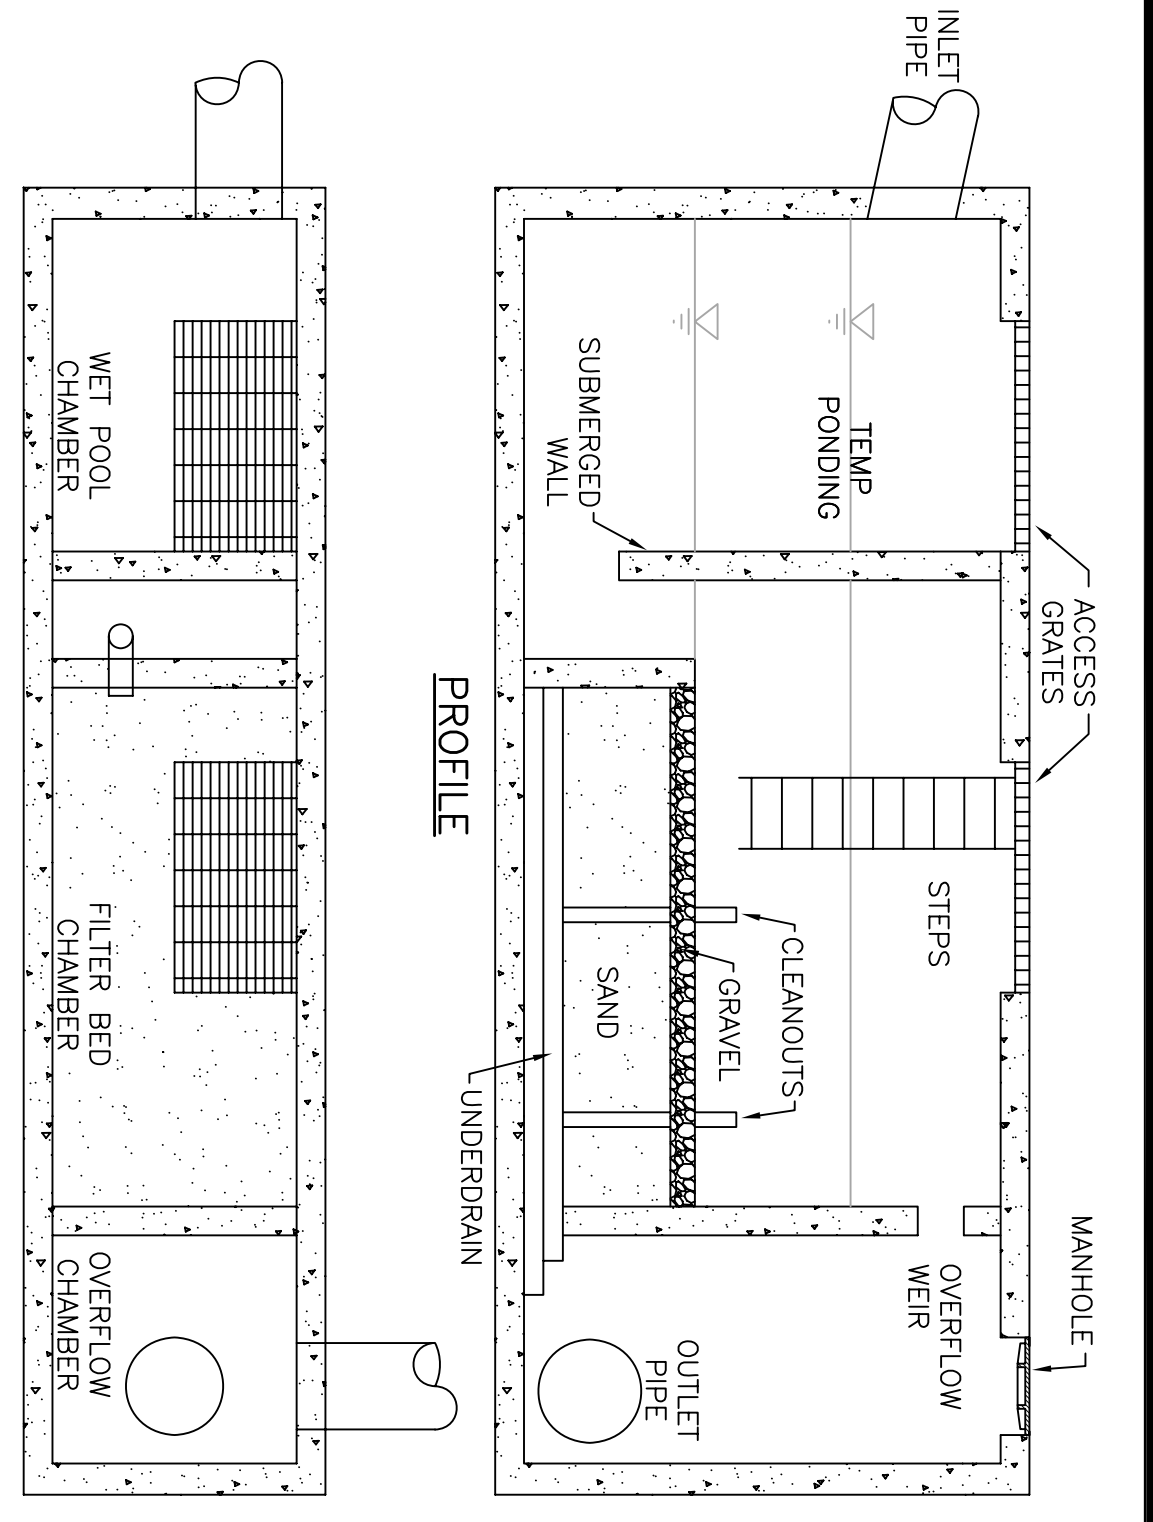 INLET
PIPE
ACCESS
GRATES
MANHOLE
TEMP
PONDING
STEPS
OVERFLOW
WEIR
SUBMERGED
WALL
CLEANOUTS
GRAVEL
SAND
OUTLET
PIPE
UNDERDRAIN
PROFILE
WET POOL
CHAMBER
FILTER BED
CHAMBER
OVERFLOW
CHAMBER